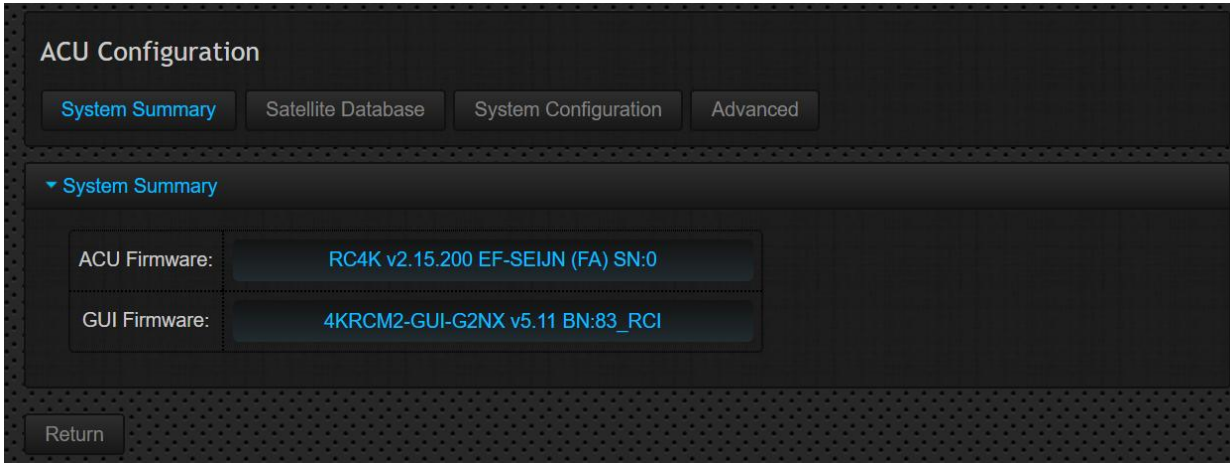 ACU Configuration
System Summary Satellite Database System Configuration Advanced
System Summary
ACU Firmware: RC4K v2.15.200 EF-SEIJN (FA) SN:0
GUI Firmware: 4KRCM2-GUI-G2NX v5.11 BN:83_RCI
Return